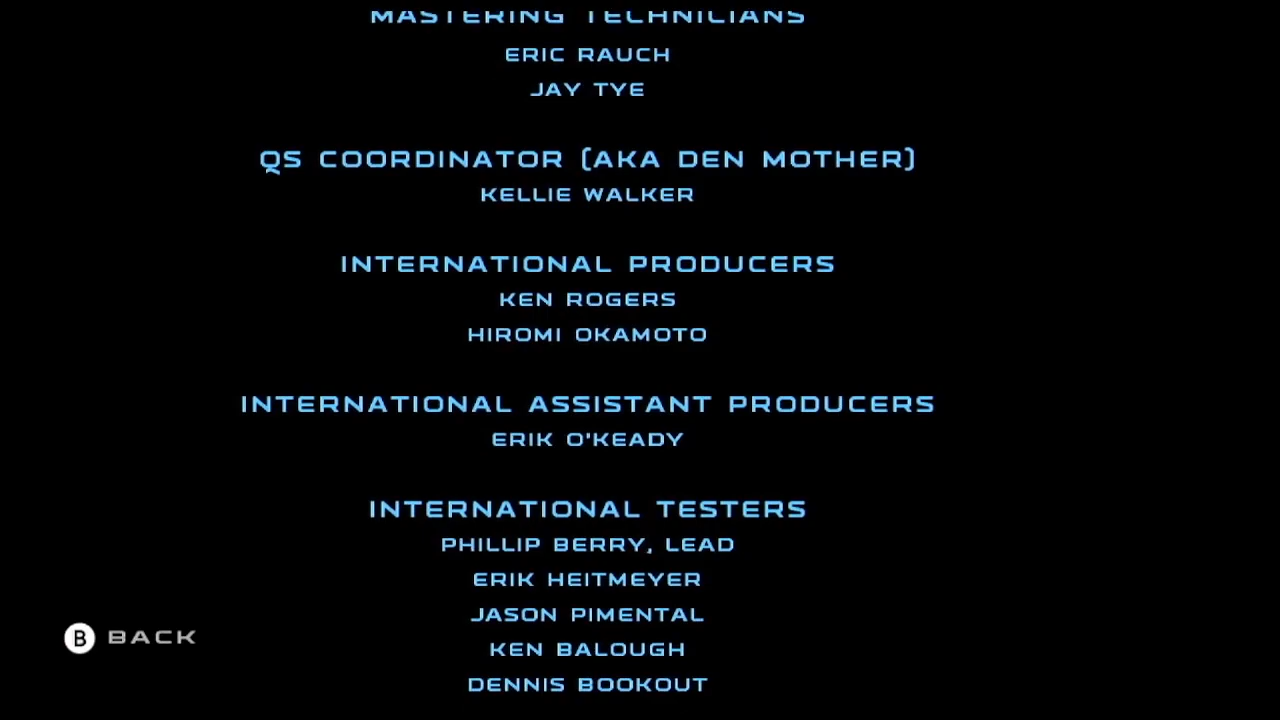 MASTERING TECHNICIANS
ERIC RAUCH
JAY TYE
QS COORDINATOR (AKA DEN MOTHER)
KELLIE WALKER
INTERNATIONAL PRODUCERS
KEN ROGERS
HIROMI OKAMOTO
INTERNATIONAL ASSISTANT PRODUCERS
ERIK O'KEADY
INTERNATIONAL TESTERS
PHILLIP BERRY, LEAD
ERIK HEITMEYER
JASON PIMENTAL
KEN BALOUGH
DENNIS BOOKOUT
B BACK